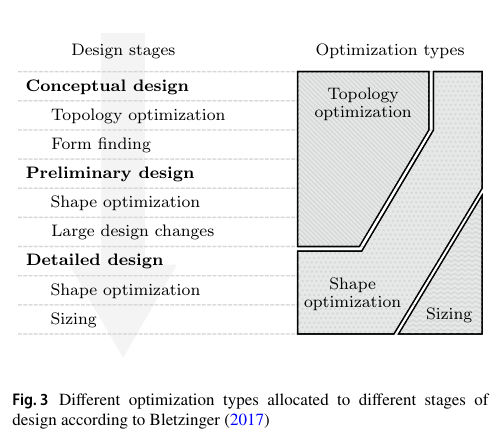 Design stages
Optimization types
Conceptual design
Topology optimization
Form finding
Preliminary design
Shape optimization
Large design changes
Detailed design
Shape optimization
Sizing
Topology
optimization
Shape
optimization
Sizing
Fig. 3 Different optimization types allocated to different stages of
design according to Bletzinger (2017)